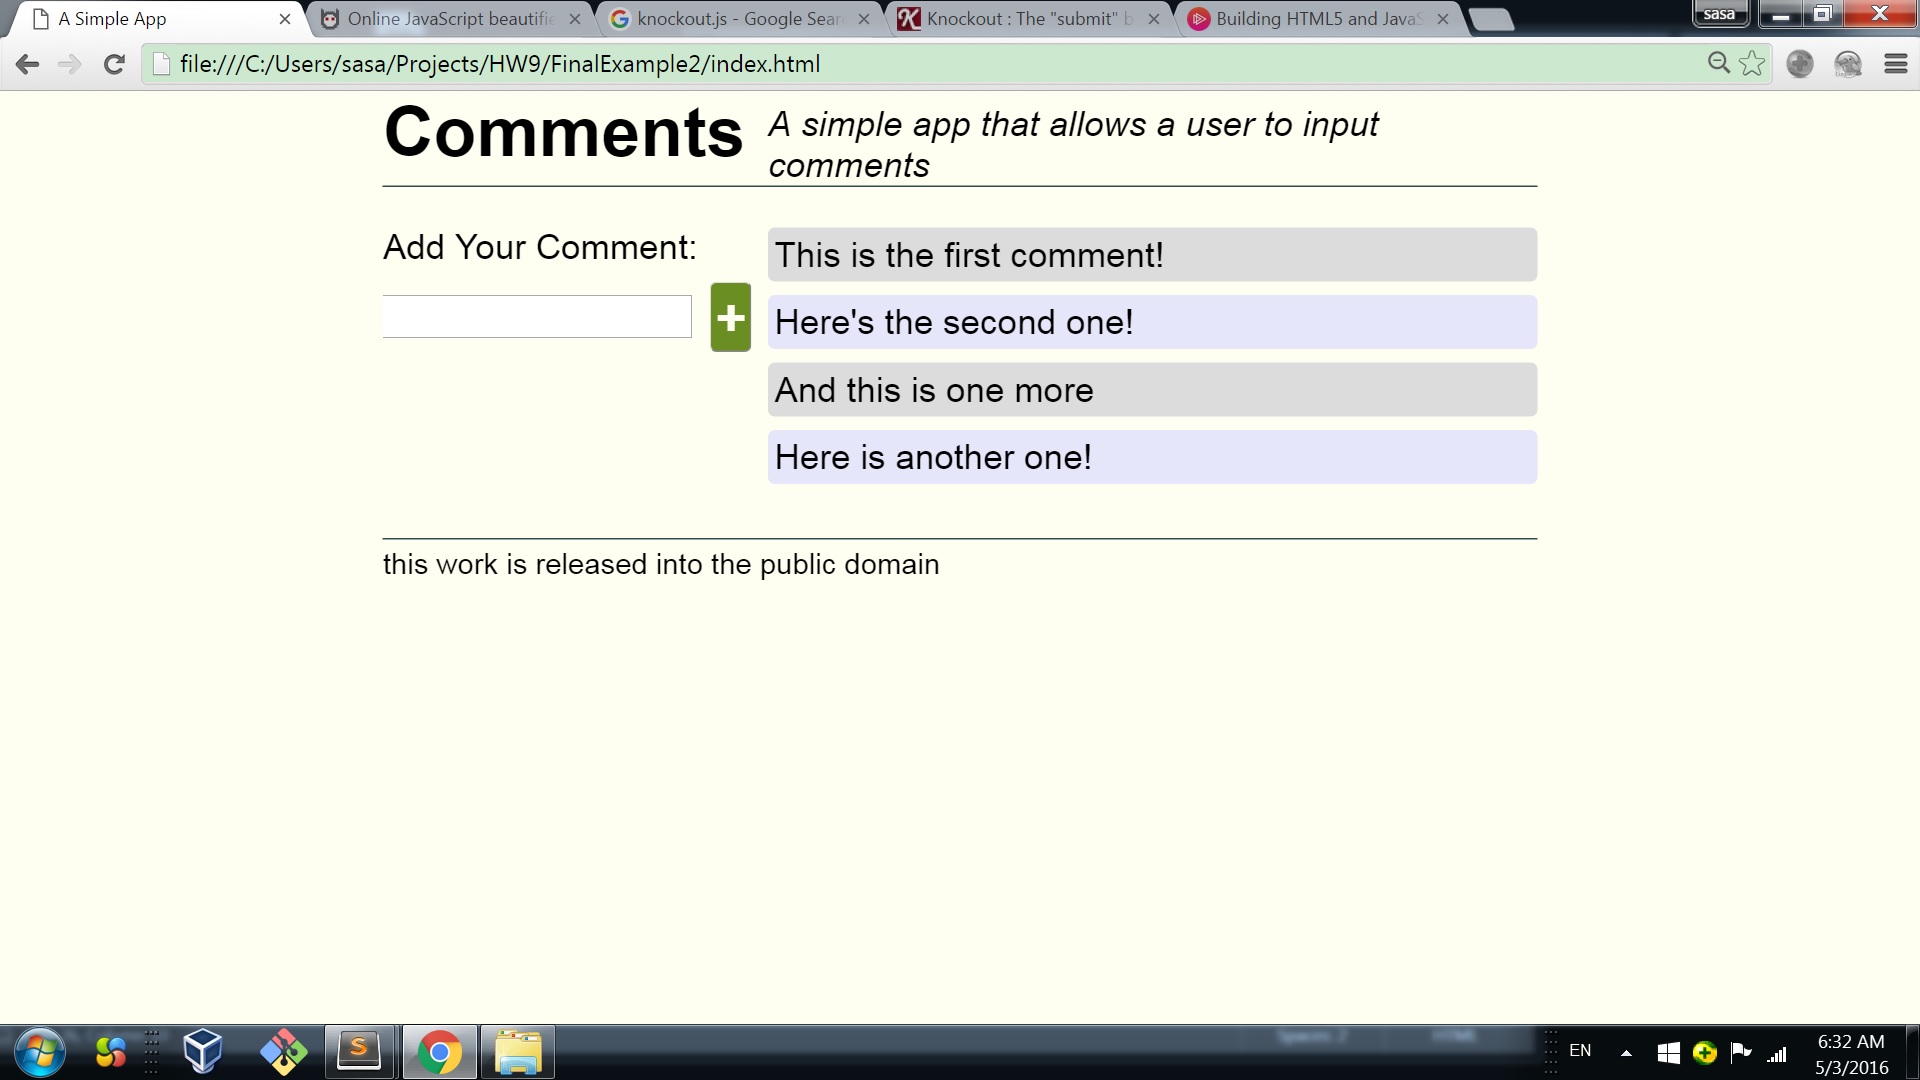 A Simple App
Online JavaScript beautifie
knockout.js - Google Sear
Knockout : The "submit" b
Building HTML5 and JavaS
sasa
file:///C:/Users/sasa/Projects/HW9/FinalExample2/index.html
Comments
A simple app that allows a user to input
comments
Add Your Comment:
+
This is the first comment!
Here's the second one!
And this is one more
Here is another one!
this work is released into the public domain
S
EN
6:32 AM
5/3/2016